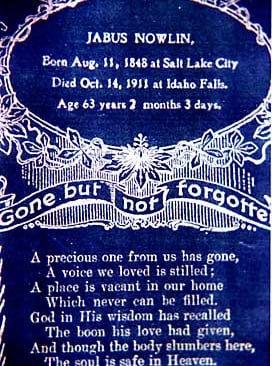 JABUS NOWLIN,
Born Aug. 11, 1848 at Salt Lake City
Died Oct. 14, 1911 at Idaho Falls.
Age 63 years 2 months 3 days.
Gone but not forgotte
A precious one from us has gone,
A voice we loved is stilled;
A place is vacant in our home
Which never can be filled.
God in His wisdom has recalled
The boon his love had given,
And though the body slumbers here,
The soul is safe in Heaven.